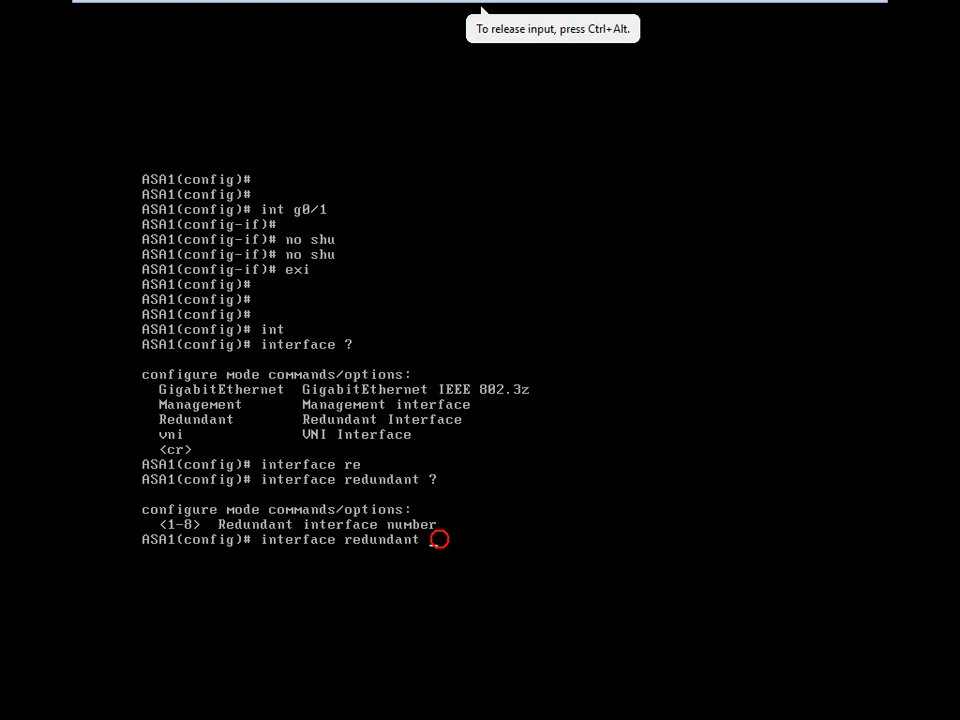 To release input, press Ctrl+Alt.
ASA1(config)#
ASA1(config)#
ASA1(config)# int g0/1
ASA1(config-if)#
ASA1(config-if)# no shu
ASA1(config-if)# no shu
ASA1(config-if)# exi
ASA1(config)#
ASA1(config)#
ASA1(config)#
ASA1(config)# int
ASA1(config)# interface ?
configure mode commands/options:
GigabitEthernet GigabitEthernet IEEE 802.3z
Management Management interface
Redundant Redundant Interface
vni VNI Interface
<cr>
ASA1(config)# interface re
ASA1(config)# interface redundant ?
configure mode commands/options:
<1-8> Redundant interface number
ASA1(config)# interface redundant _